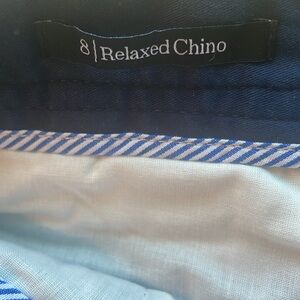 8 | Relaxed Chino